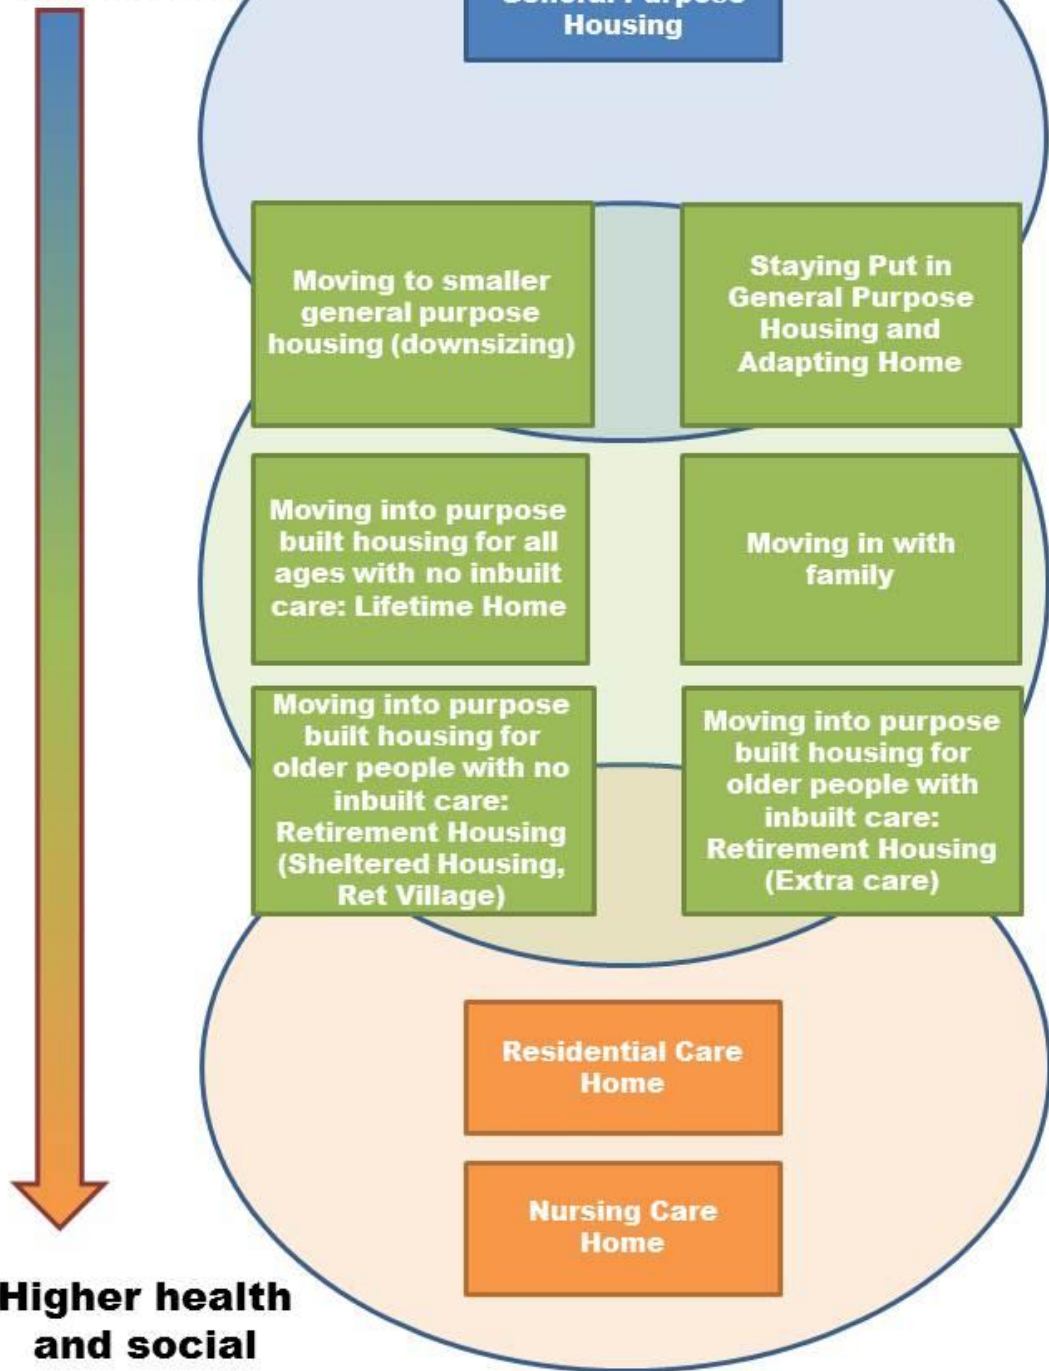 General Purpose
Housing
Moving to smaller
general purpose
housing (downsizing)
Staying Put in
General Purpose
Housing and
Adapting Home
Moving into purpose
built housing for all
ages with no inbuilt
care: Lifetime Home
Moving in with
family
Moving into purpose
built housing for
older people with no
inbuilt care:
Retirement Housing
(Sheltered Housing,
Ret Village)
Moving into purpose
built housing for
older people with
inbuilt care:
Retirement Housing
(Extra care)
Residential Care
Home
Nursing Care
Home
Higher health
and social